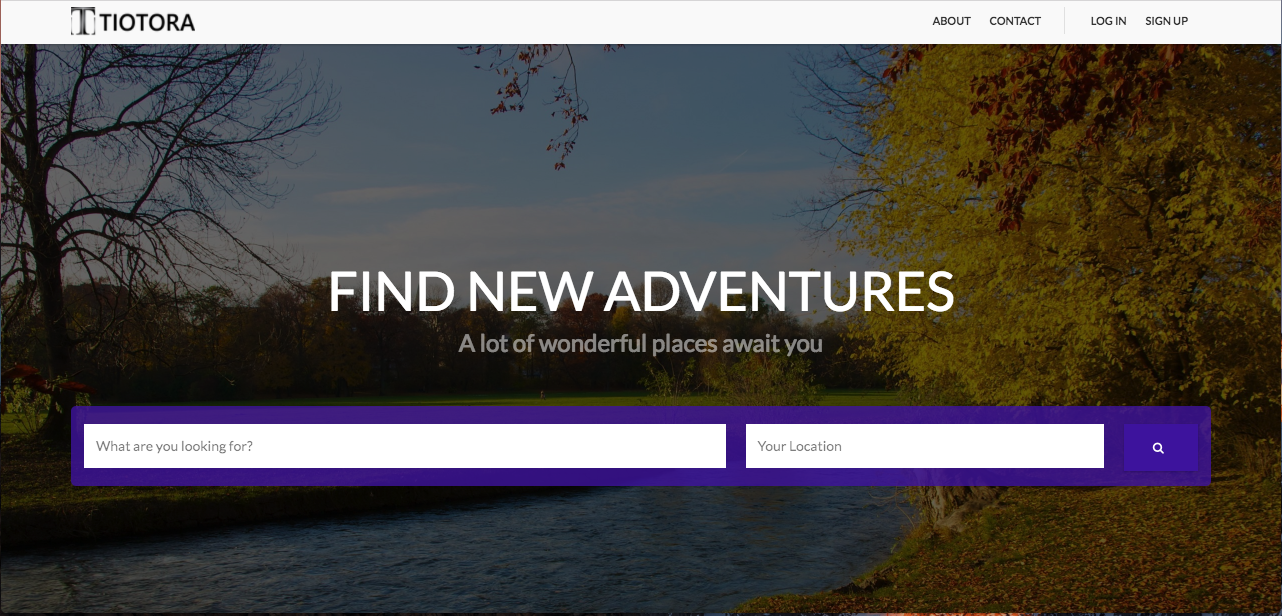 TIOTORA
ABOUT CONTACT LOG IN SIGN UP
FIND NEW ADVENTURES
A lot of wonderful places await you
What are you looking for? Your Location